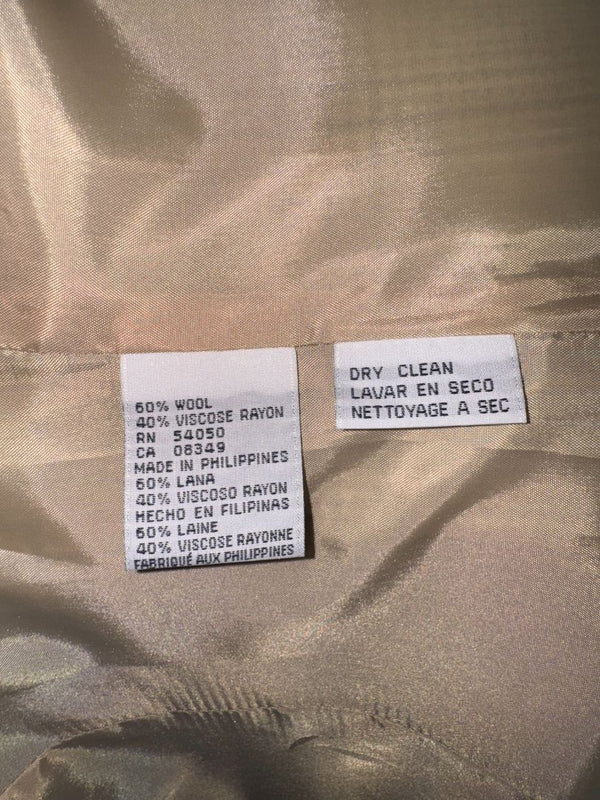 60% WOOL
40% VISCOSE RAYON
RN 54050
CA 08349
MADE IN PHILIPPINES
60% LANA
40% VISCOSO RAYON
HECHO EN FILIPINAS
60% LAINE
40% VISCOSE RAYONNE
FABRIQUÉ AUX PHILIPPINES
DRY CLEAN
LAVAR EN SECO
NETTOYAGE A SEC